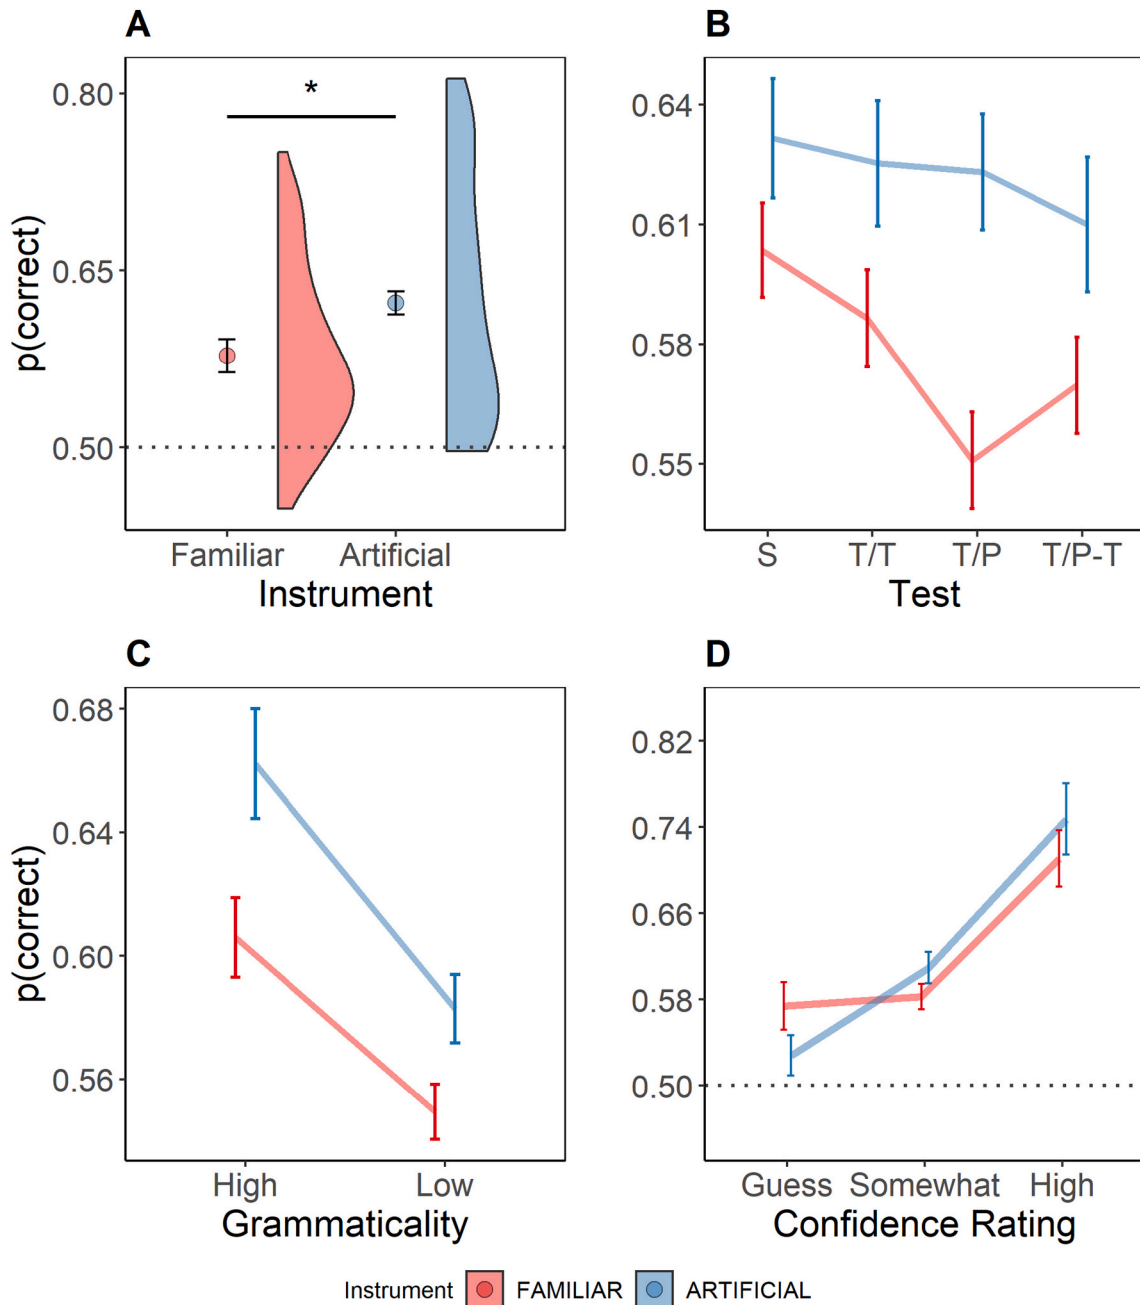 A
B
p(correct)
0.80
0.65
0.50
*
Familiar Artificial
Instrument
0.64
0.61
0.58
0.55
S T/T T/P T/P-T
Test
C
D
p(correct)
0.68
0.64
0.60
0.56
High Low
Grammaticality
0.82
0.74
0.66
0.58
0.50
Guess Somewhat High
Confidence Rating
Instrument FAMILIAR ARTIFICIAL